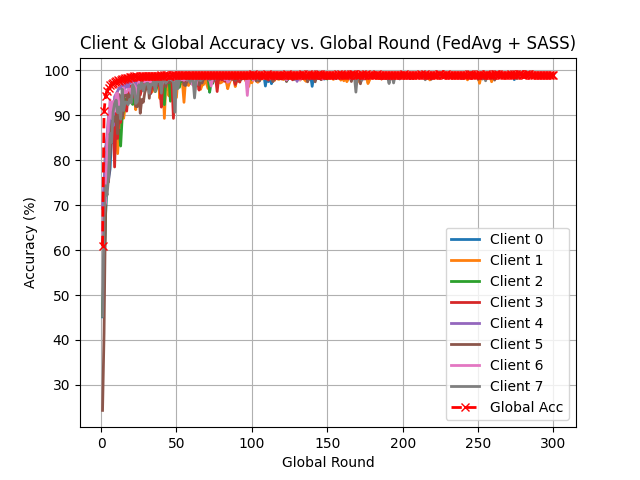 Client & Global Accuracy vs. Global Round (FedAvg + SASS)
Accuracy (%)
100
90
80
70
60
50
40
30
0
50
100
150
200
250
300
Global Round
Client 0
Client 1
Client 2
Client 3
Client 4
Client 5
Client 6
Client 7
Global Acc